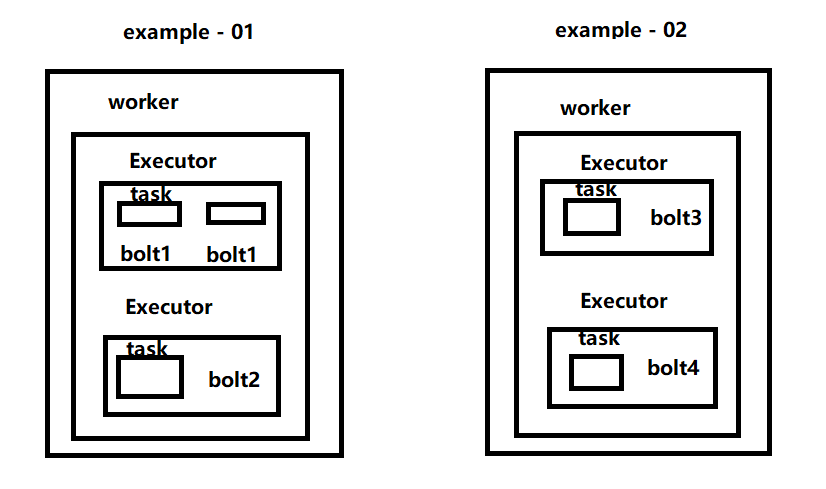 example - 01
worker
Executor
task
bolt1 bolt1
Executor
task
bolt2
example - 02
worker
Executor
task
bolt3
Executor
task
bolt4